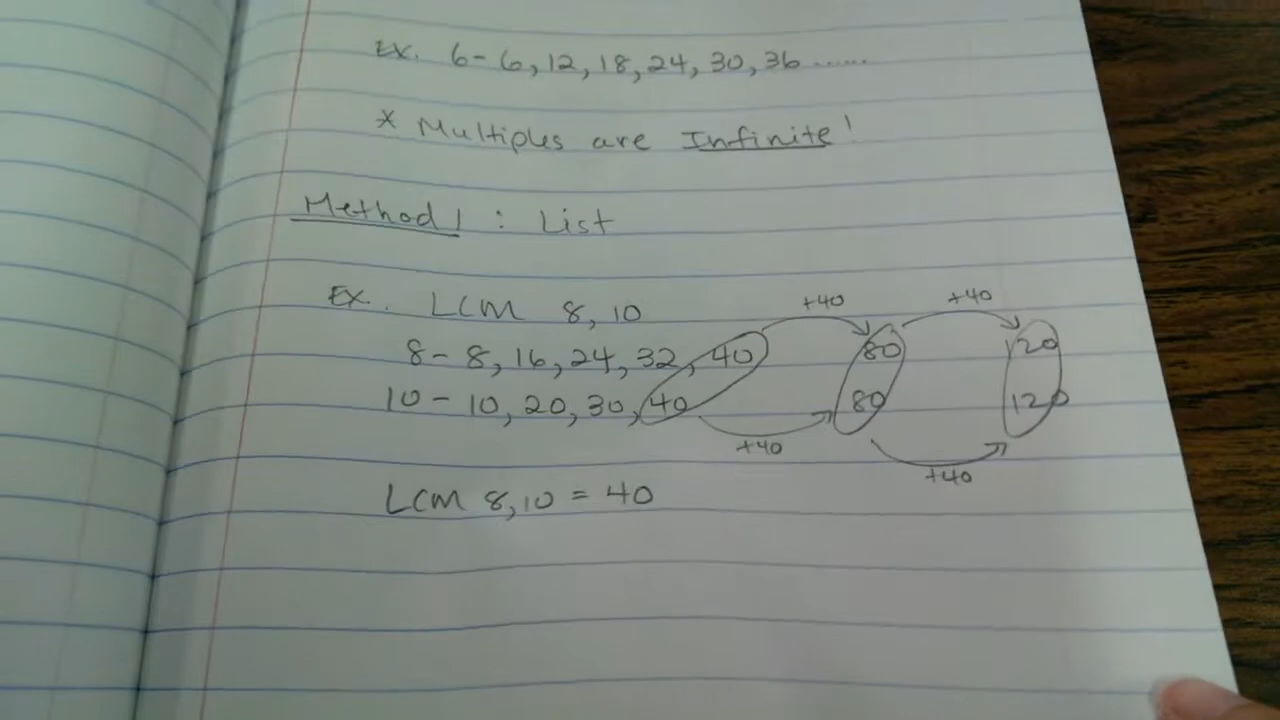 Ex. 6 - 6, 12, 18, 24, 30, 36 ......
* Multiples are Infinite!
Method 1 : List
Ex. LCM 8, 10
+40 +40
8 - 8, 16, 24, 32, 40 80 120
10 - 10, 20, 30, 40 80 120
+40 +40
LCM 8, 10 = 40